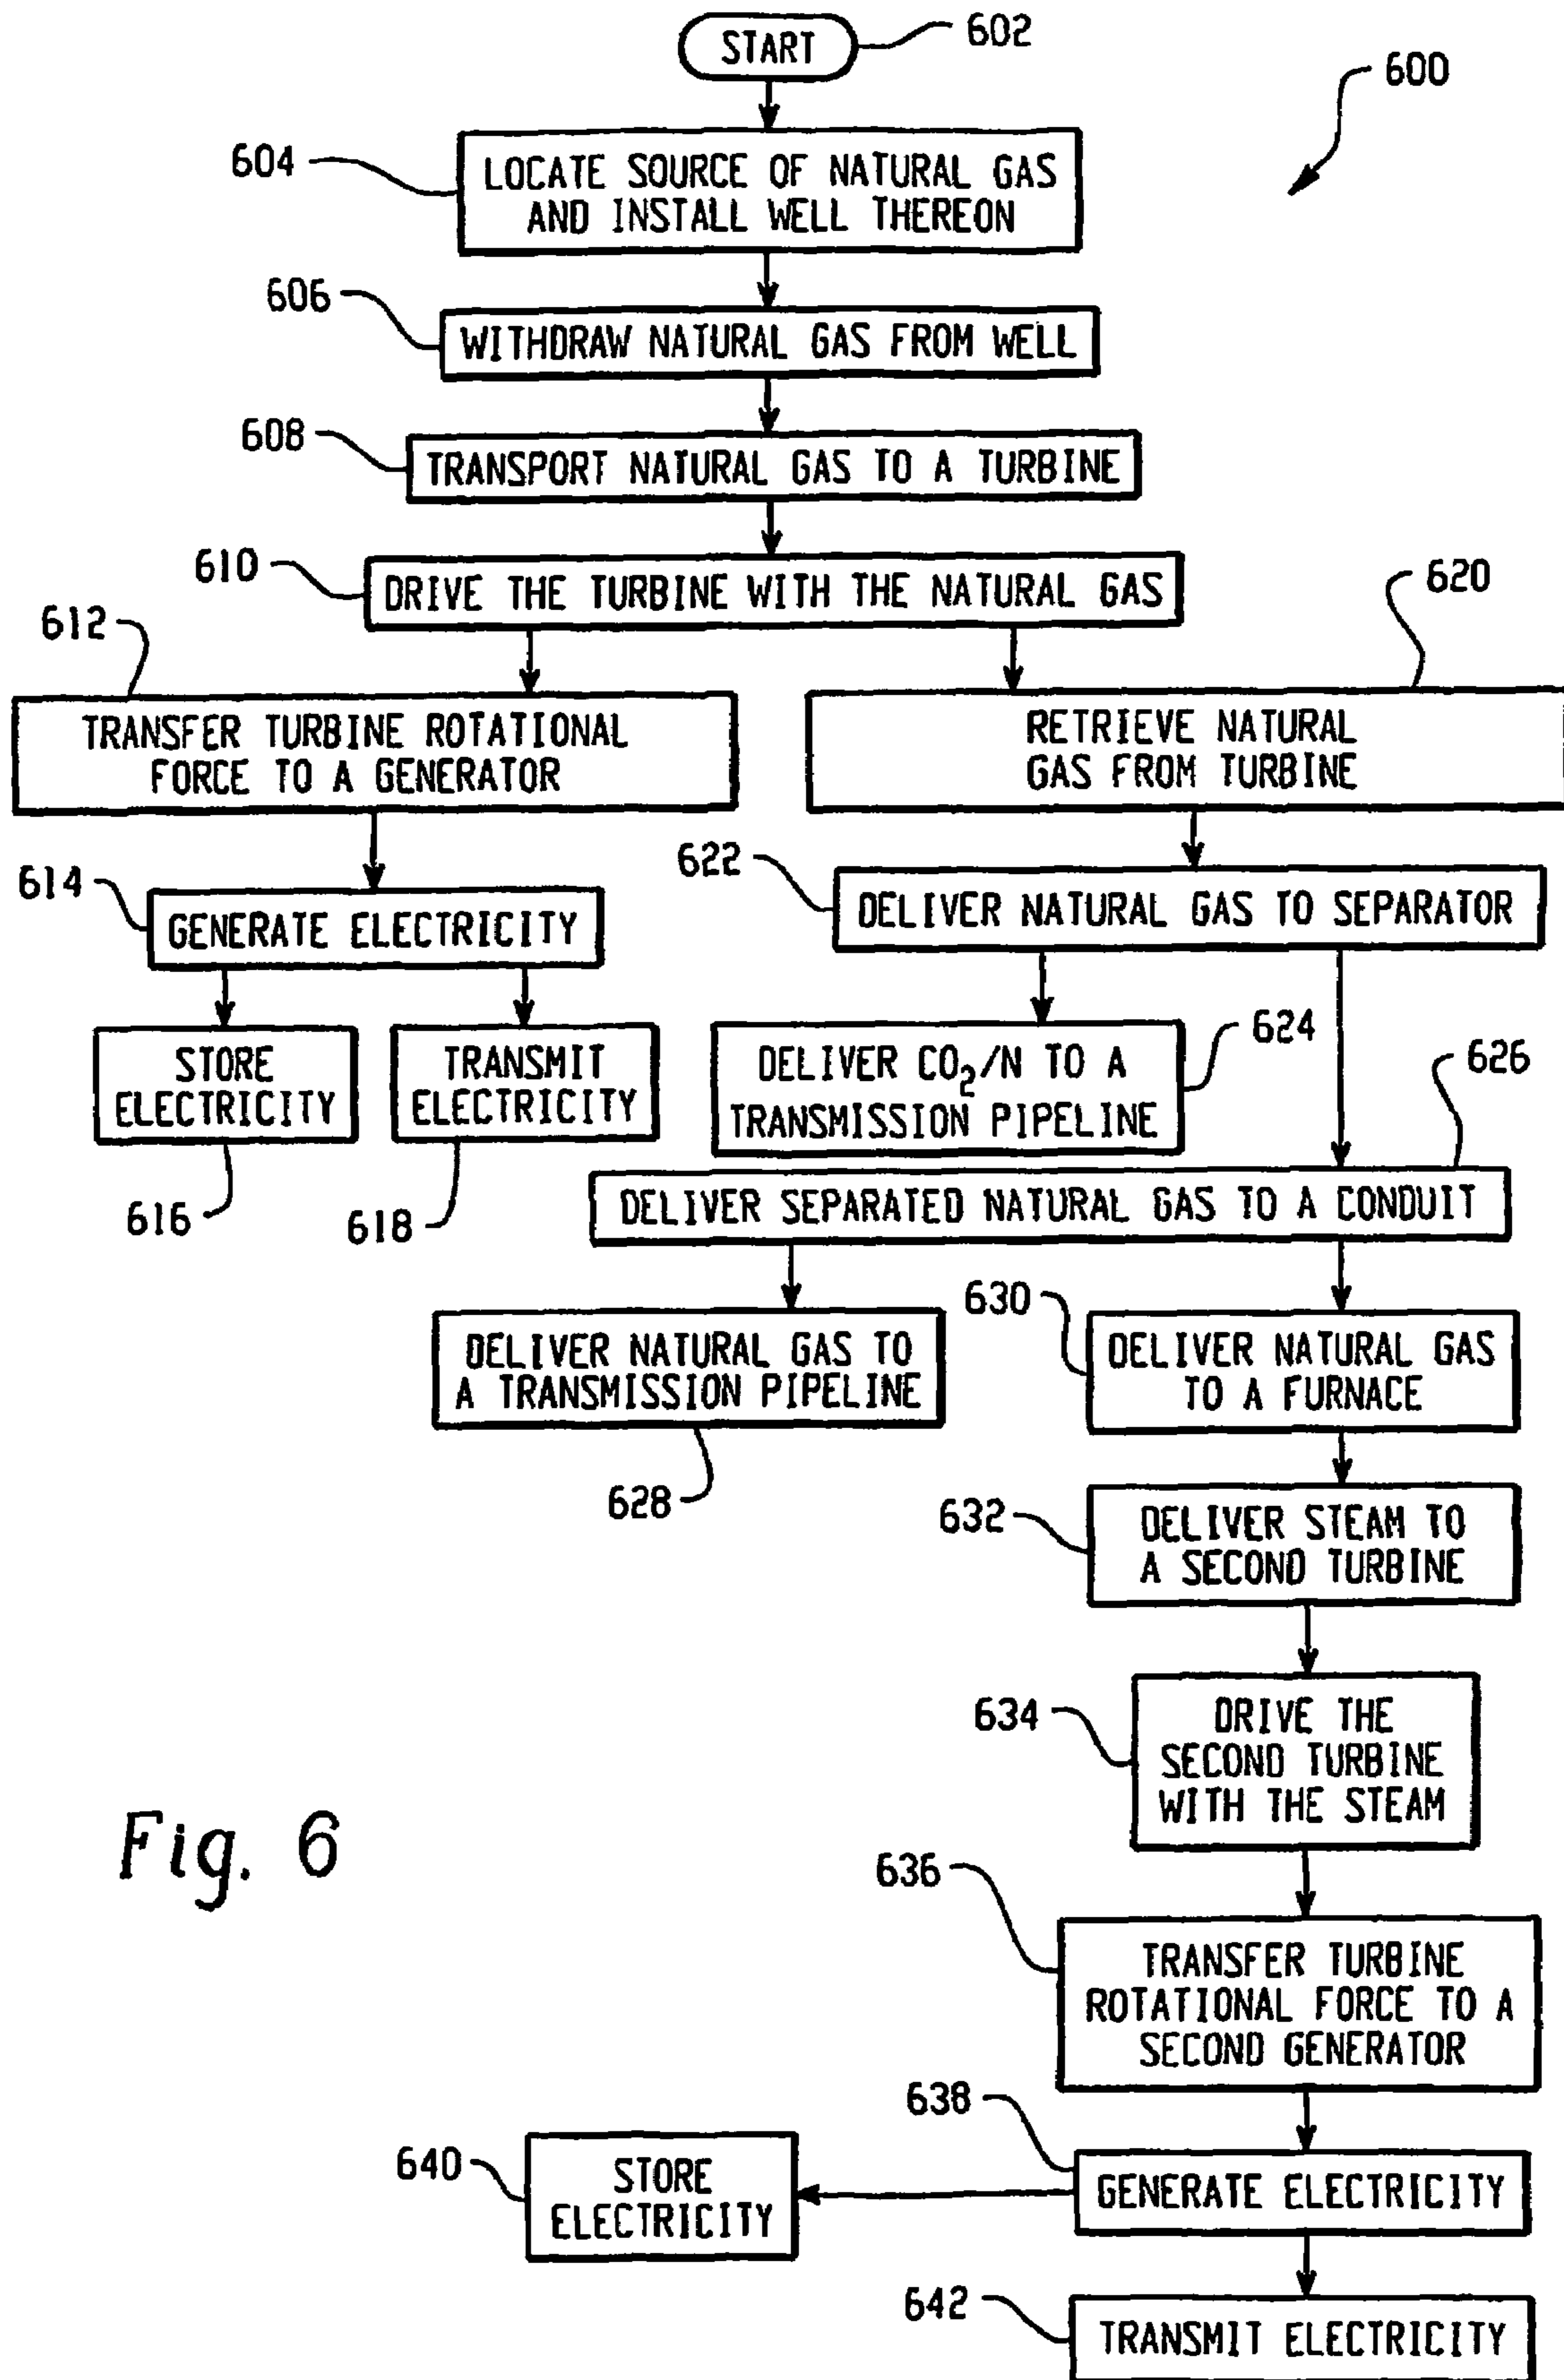 START
602
600
604
LOCATE SOURCE OF NATURAL GAS
AND INSTALL WELL THEREON
606
WITHDRAW NATURAL GAS FROM WELL
608
TRANSPORT NATURAL GAS TO A TURBINE
610
DRIVE THE TURBINE WITH THE NATURAL GAS
612
TRANSFER TURBINE ROTATIONAL
FORCE TO A GENERATOR
620
RETRIEVE NATURAL
GAS FROM TURBINE
614
GENERATE ELECTRICITY
622
DELIVER NATURAL GAS TO SEPARATOR
STORE
ELECTRICITY
616
TRANSMIT
ELECTRICITY
618
DELIVER CO₂/N TO A
TRANSMISSION PIPELINE
624
626
DELIVER SEPARATED NATURAL GAS TO A CONDUIT
DELIVER NATURAL GAS TO
A TRANSMISSION PIPELINE
628
630
DELIVER NATURAL GAS
TO A FURNACE
632
DELIVER STEAM TO
A SECOND TURBINE
634
DRIVE THE
SECOND TURBINE
WITH THE STEAM
Fig. 6
636
TRANSFER TURBINE
ROTATIONAL FORCE TO A
SECOND GENERATOR
638
GENERATE ELECTRICITY
640
STORE
ELECTRICITY
642
TRANSMIT ELECTRICITY